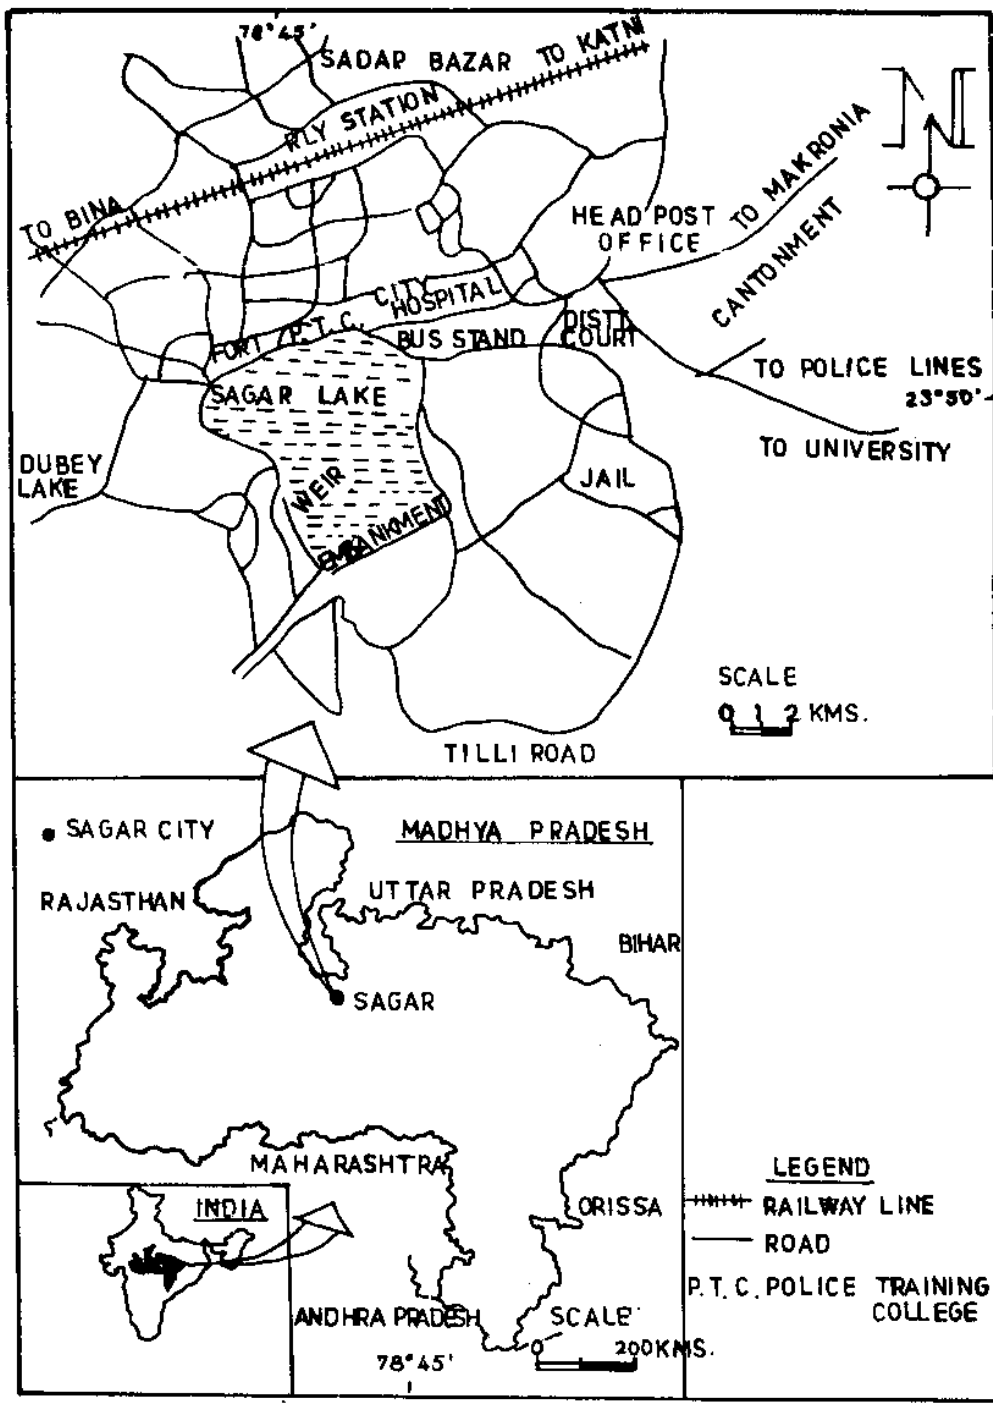 78°45'
SADAP BAZAR
TO KATNI
RLY STATION
TO BINA
HEAD POST
OFFICE
TO MAKRONIA
CANTONMENT
N
CITY
HOSPITAL
P.T.C.
FORT
BUS STAND
DISTT.
COURT
TO POLICE LINES
23°50'
SAGAR LAKE
TO UNIVERSITY
DUBEY
LAKE
WEIR
JAIL
EMBANKMENT
SCALE
0 1 2 KMS.
TILLI ROAD
SAGAR CITY
MADHYA PRADESH
RAJASTHAN
UTTAR PRADESH
BIHAR
SAGAR
MAHARASHTRA
INDIA
ORISSA
ANDHRA PRADESH
SCALE
0 200KMS.
78°45'
LEGEND
RAILWAY LINE
ROAD
P.T.C. POLICE TRAINING
COLLEGE